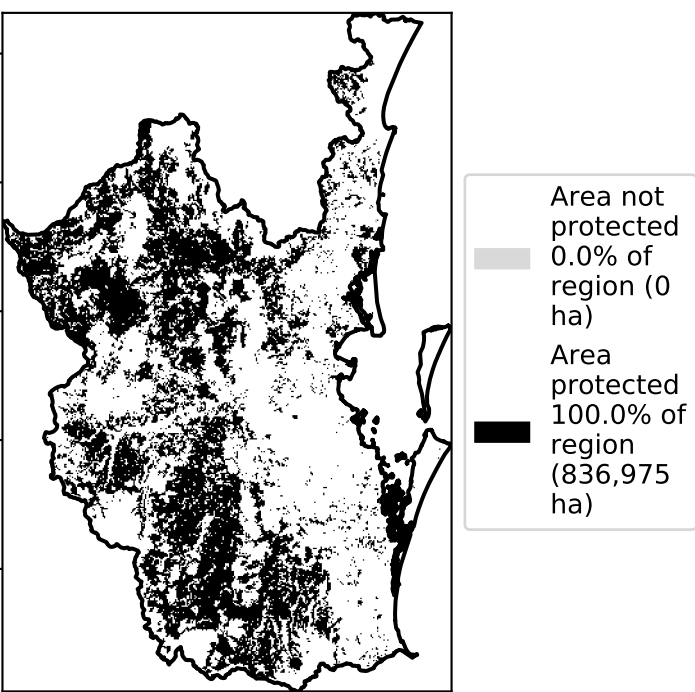 Area not
protected
0.0% of
region (0
ha)
Area
protected
100.0% of
region
(836,975
ha)